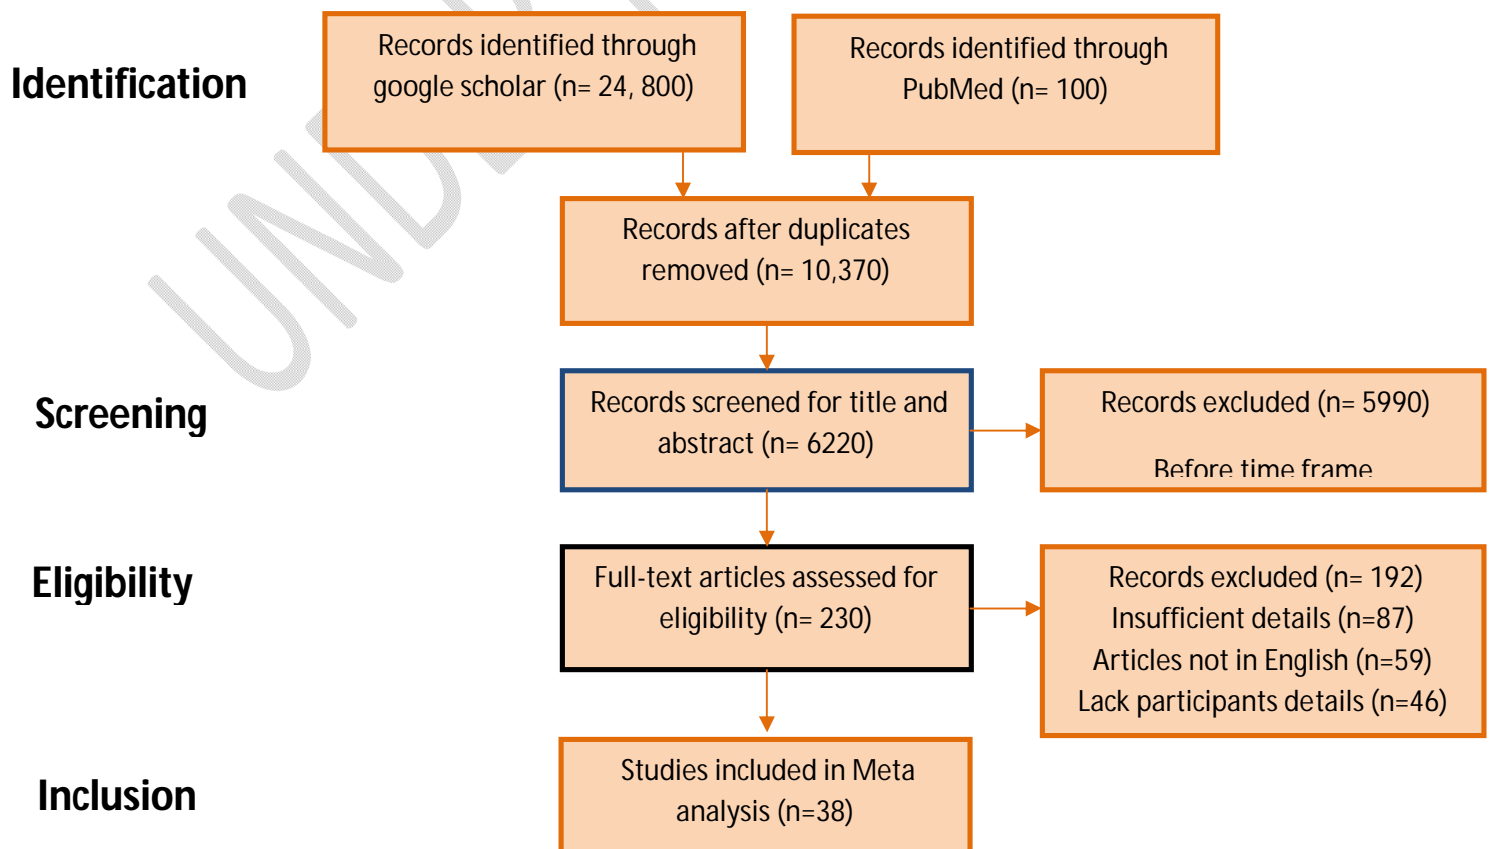 Identification
Records identified through
google scholar (n= 24, 800)
Records identified through
PubMed (n= 100)
Records after duplicates
removed (n= 10,370)
Screening
Records screened for title and
abstract (n= 6220)
Records excluded (n= 5990)
Before time frame
Eligibility
Full-text articles assessed for
eligibility (n= 230)
Records excluded (n= 192)
Insufficient details (n=87)
Articles not in English (n=59)
Lack participants details (n=46)
Inclusion
Studies included in Meta
analysis (n=38)